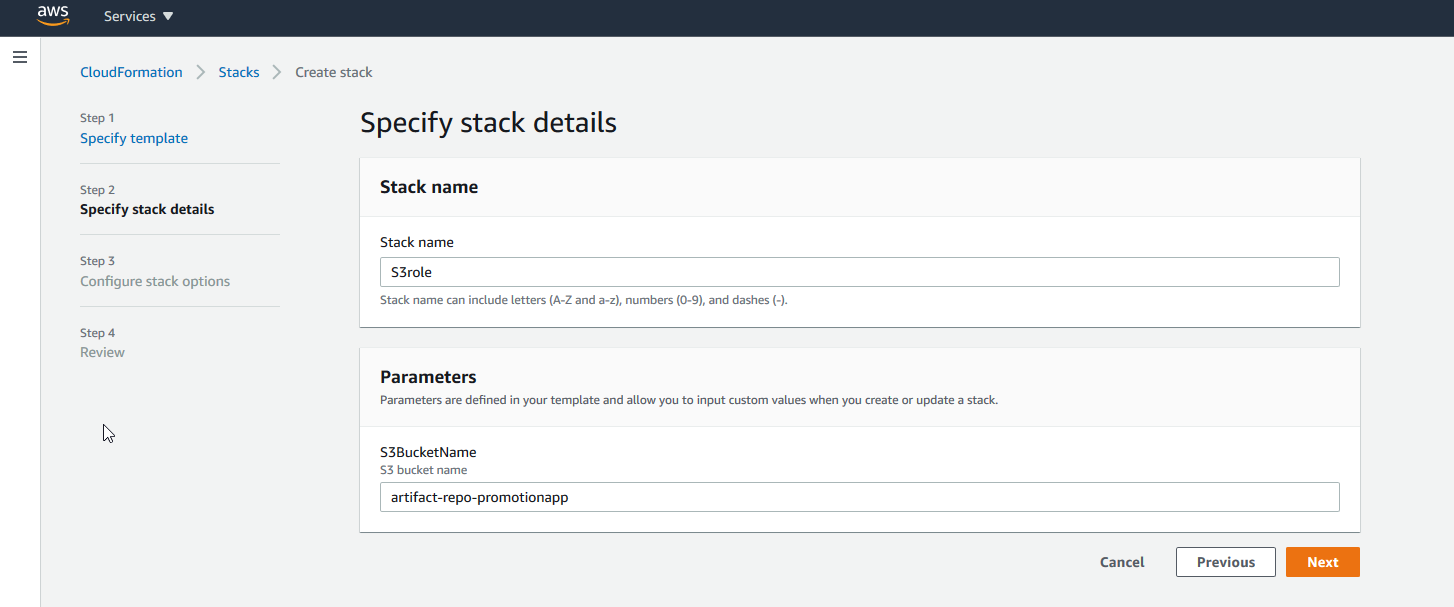 aws Services
CloudFormation > Stacks > Create stack
Step 1
Specify template
Step 2
Specify stack details
Step 3
Configure stack options
Step 4
Review
Specify stack details
Stack name
Stack name
S3role
Stack name can include letters (A-Z and a-z), numbers (0-9), and dashes (-).
Parameters
Parameters are defined in your template and allow you to input custom values when you create or update a stack.
S3BucketName
S3 bucket name
artifact-repo-promotionapp
Cancel Previous Next